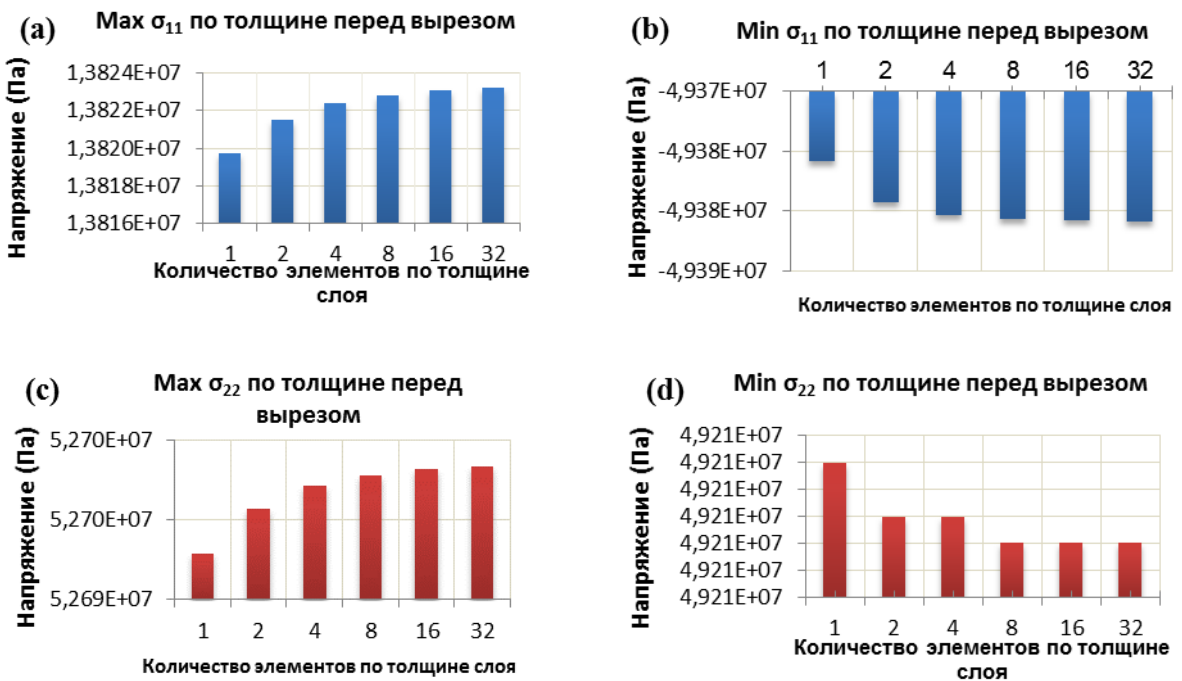 (a)
Max σ₁₁ по толщине перед вырезом
Напряжение (Па)
1,3824E+07
1,3822E+07
1,3820E+07
1,3818E+07
1,3816E+07
1 2 4 8 16 32
Количество элементов по толщине
слоя
(b)
Min σ₁₁ по толщине перед вырезом
Напряжение (Па)
1 2 4 8 16 32
-4,937E+07
-4,938E+07
-4,938E+07
-4,939E+07
Количество элементов по толщине слоя
(c)
Max σ₂₂ по толщине перед
вырезом
Напряжение (Па)
5,270E+07
5,270E+07
5,269E+07
1 2 4 8 16 32
Количество элементов по толщине слоя
(d)
Min σ₂₂ по толщине перед вырезом
Напряжение (Па)
4,921E+07
4,921E+07
4,921E+07
4,921E+07
4,921E+07
4,921E+07
4,921E+07
1 2 4 8 16 32
Количество элементов по толщине
слоя